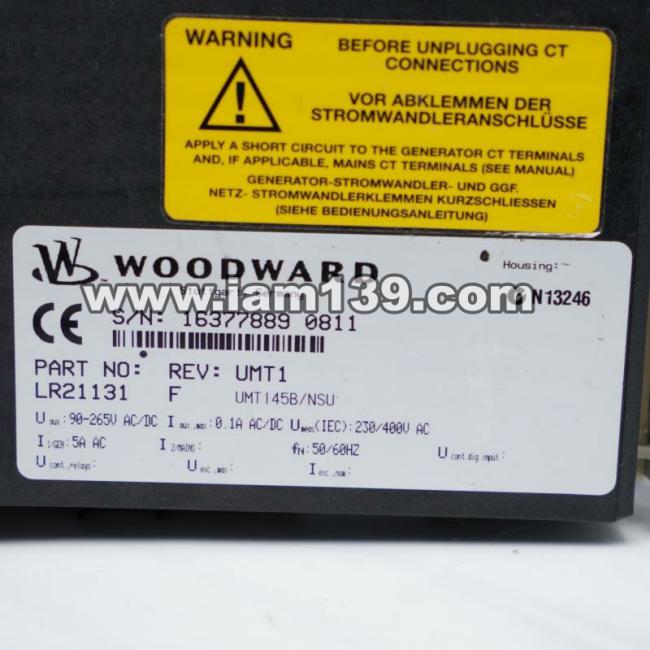 WARNING
BEFORE UNPLUGGING CT
CONNECTIONS
VOR ABKLEMMEN DER
STROMWANDLERANSCHLÜSSE
APPLY A SHORT CIRCUIT TO THE GENERATOR CT TERMINALS
AND, IF APPLICABLE, MAINS CT TERMINALS (SEE MANUAL)
GENERATOR-STROMWANDLER- UND GGF.
NETZ- STROMWANDLERKLEMMEN KURZSCHLIESSEN
(SIEHE BEDIENUNGSANLEITUNG)
W WOODWARD
Housing:
www.ram139.com
N13246
CE S/N: 16377889 0811
PART NO: REV: UMT1
LR21131 F UMT145B/NSU
U aux: 90-265V AC/DC I aux.,max: 0.1A AC/DC U meas(IEC): 230/400V AC
I 1/GEN: 5A AC I 2/MAINS: fN: 50/60HZ U cont.dig.input:
U cont.,relays: U exc.,max: I exc.,nom: